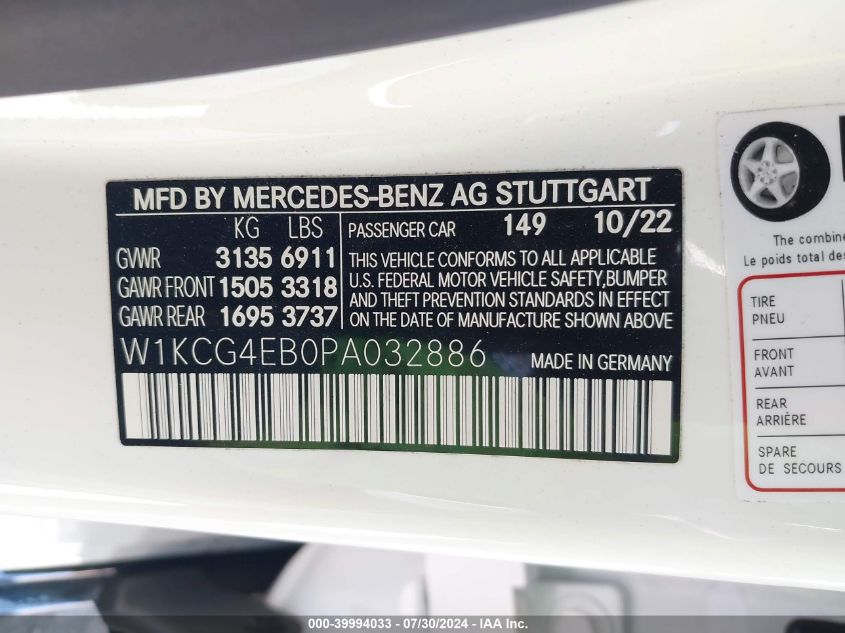 MFD BY MERCEDES-BENZ AG STUTTGART
KG LBS PASSENGER CAR 149 10/22
GVWR 3135 6911
GAWR FRONT 1505 3318
GAWR REAR 1695 3737
THIS VEHICLE CONFORMS TO ALL APPLICABLE
U.S. FEDERAL MOTOR VEHICLE SAFETY,BUMPER
AND THEFT PREVENTION STANDARDS IN EFFECT
ON THE DATE OF MANUFACTURE SHOWN ABOVE
W1KCG4EB0PA032886 MADE IN GERMANY
The combine
Le poids total des
TIRE
PNEU
FRONT
AVANT
REAR
ARRIÈRE
SPARE
DE SECOURS
000-39994033 - 07/30/2024 - IAA Inc.